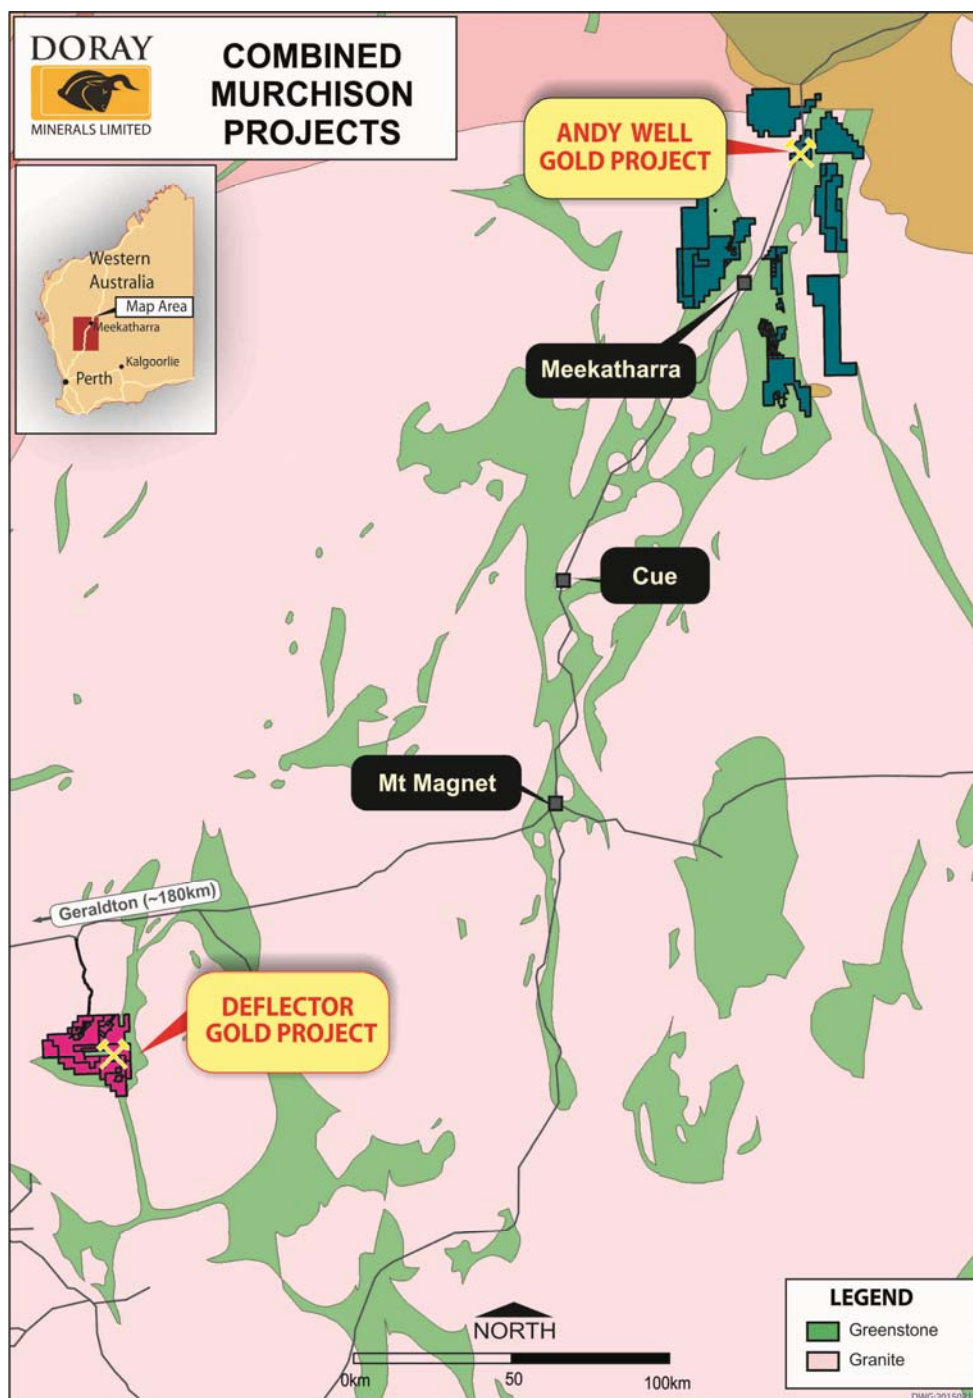 DORAY
MINERALS LIMITED
COMBINED
MURCHISON
PROJECTS
ANDY WELL
GOLD PROJECT
Western
Australia
Map Area
Meekatharra
Kalgoorlie
Perth
Meekatharra
Cue
Mt Magnet
Geraldton (~180km)
DEFLECTOR
GOLD PROJECT
NORTH
0km 50 100km
LEGEND
Greenstone
Granite